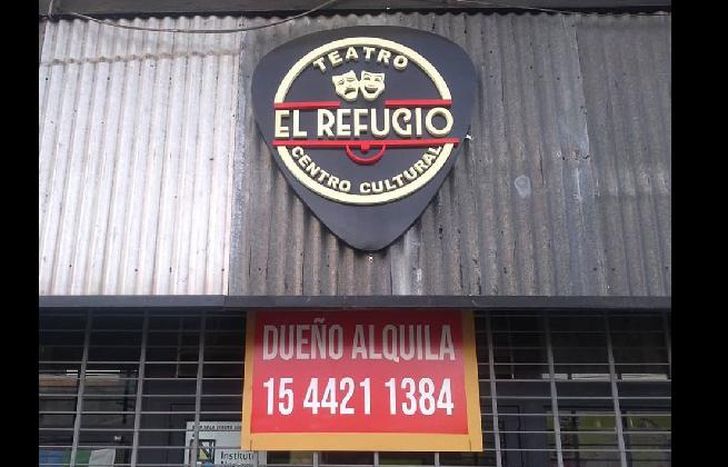 TEATRO
EL REFUGIO
CENTRO CULTURAL
DUEÑO ALQUILA
15 4421 1384